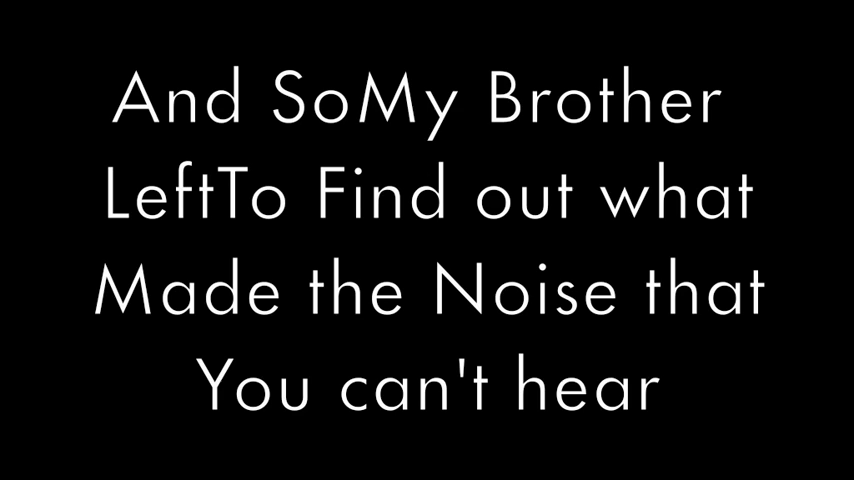 And SoMy Brother
LeftTo Find out what
Made the Noise that
You can't hear